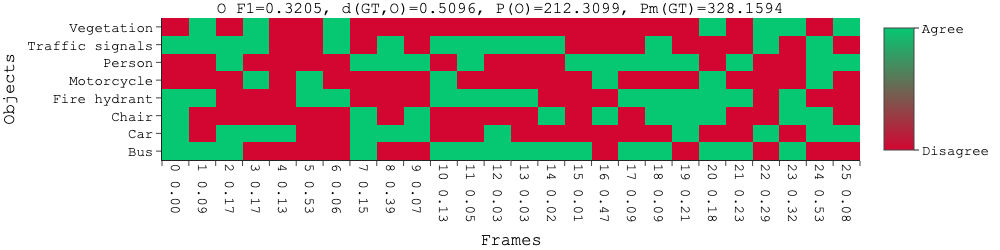 O F1=0.3205, d(GT,O)=0.5096, P(O)=212.3099, Pm(GT)=328.1594
Objects
Vegetation
Traffic signals
Person
Motorcycle
Fire hydrant
Chair
Car
Bus
Agree
Disagree
0 0.00
1 0.09
2 0.17
3 0.17
4 0.13
5 0.53
6 0.06
7 0.15
8 0.39
9 0.07
10 0.13
11 0.05
12 0.03
13 0.03
14 0.02
15 0.01
16 0.47
17 0.09
18 0.09
19 0.21
20 0.18
21 0.23
22 0.29
23 0.32
24 0.53
25 0.08
Frames